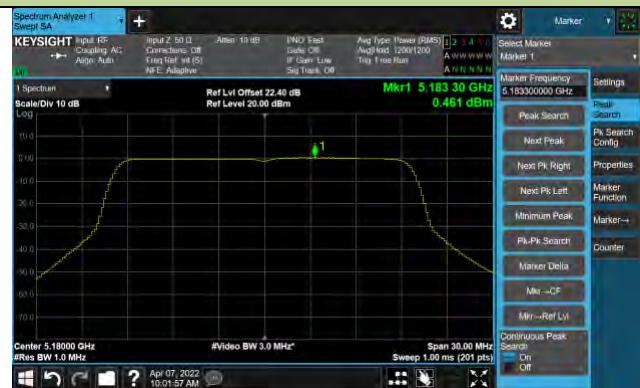 Spectrum Analyzer 1
Swept SA
+
Marker
KEYSIGHT
Input: RF
Coupling: AC
Align: Auto
Input Z: 50 Ω
Corrections: Off
Freq Ref: Int (S)
NFE: Adaptive
Atten: 10 dB
PNO: Fast
Gate: Off
IF Gain: Low
Sig Track: Off
Avg Type: Power (RMS)
Avg|Hold: 1200/1200
Trig: Free Run
1 2 3 4 5 6
A W W W W W
A N N N N N
Select Marker
Marker 1
1 Spectrum
Scale/Div 10 dB
Log
Ref Lvl Offset 22.40 dB
Ref Level 20.00 dBm
Mkr1 5.183 30 GHz
0.461 dBm
Marker Frequency
5.183300000 GHz
Settings
Peak Search
Peak
Search
Next Peak
Pk Search
Config
Next Pk Right
Properties
Next Pk Left
Marker
Function
Minimum Peak
Marker→
Pk-Pk Search
Counter
Marker Delta
Mkr→CF
Mkr→Ref Lvl
Continuous Peak
Search
On
Off
10.0
0.00
-10.0
-20.0
-30.0
-40.0
-50.0
-60.0
-70.0
1
Center 5.18000 GHz
#Res BW 1.0 MHz
#Video BW 3.0 MHz*
Span 30.00 MHz
Sweep 1.00 ms (201 pts)
?
Apr 07, 2022
10:01:57 AM